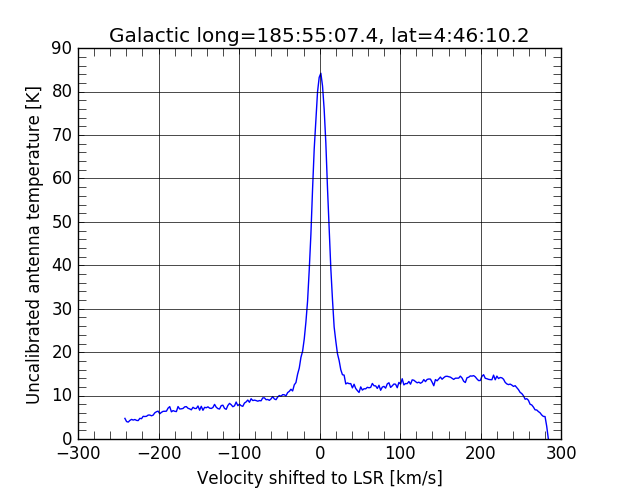 Galactic long=185:55:07.4, lat=4:46:10.2
90
80
70
60
50
40
30
20
10
0
Uncalibrated antenna temperature [K]
−300 −200 −100 0 100 200 300
Velocity shifted to LSR [km/s]